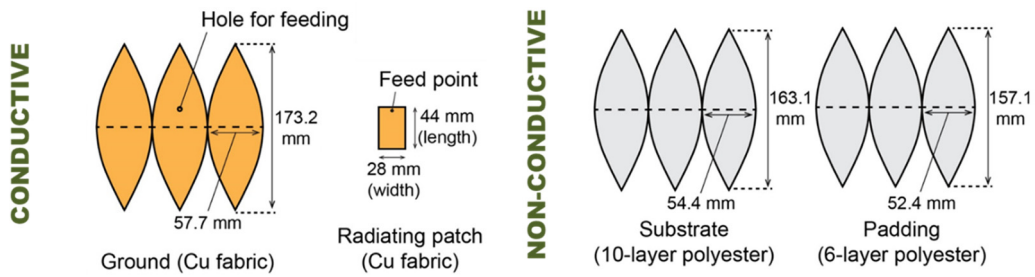 CONDUCTIVE
Hole for feeding
173.2
mm
57.7 mm
Ground (Cu fabric)
Feed point
44 mm
(length)
28 mm
(width)
Radiating patch
(Cu fabric)
NON-CONDUCTIVE
163.1
mm
54.4 mm
Substrate
(10-layer polyester)
157.1
mm
52.4 mm
Padding
(6-layer polyester)